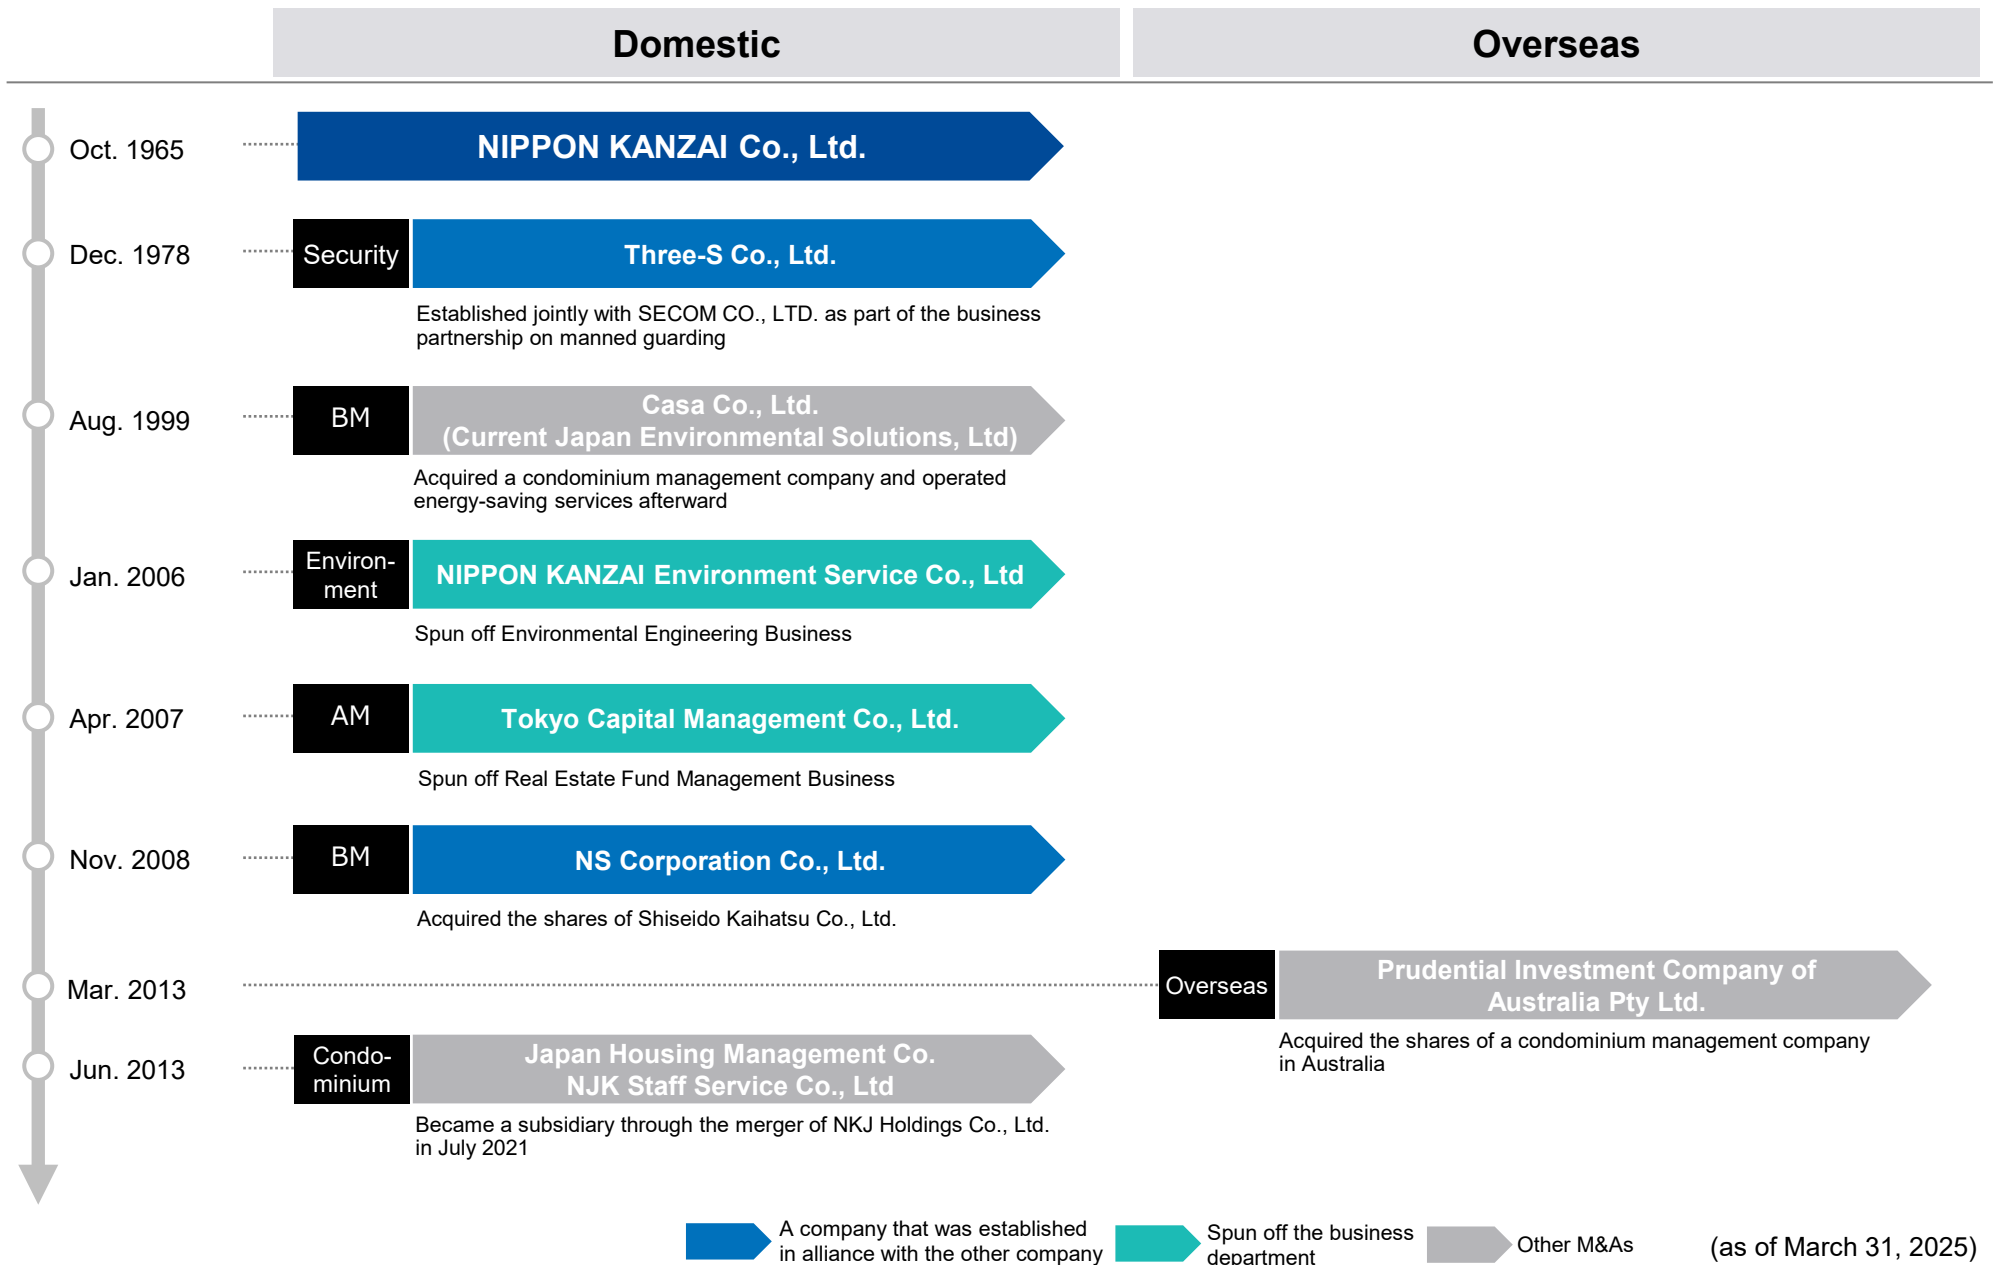 Domestic
Overseas
Oct. 1965
NIPPON KANZAI Co., Ltd.
Dec. 1978
Security
Three-S Co., Ltd.
Established jointly with SECOM CO., LTD. as part of the business
partnership on manned guarding
Aug. 1999
BM
Casa Co., Ltd.
(Current Japan Environmental Solutions, Ltd)
Acquired a condominium management company and operated
energy-saving services afterward
Jan. 2006
Environ-
ment
NIPPON KANZAI Environment Service Co., Ltd
Spun off Environmental Engineering Business
Apr. 2007
AM
Tokyo Capital Management Co., Ltd.
Spun off Real Estate Fund Management Business
Nov. 2008
BM
NS Corporation Co., Ltd.
Acquired the shares of Shiseido Kaihatsu Co., Ltd.
Mar. 2013
Overseas
Prudential Investment Company of
Australia Pty Ltd.
Acquired the shares of a condominium management company
in Australia
Jun. 2013
Condo-
minium
Japan Housing Management Co.
NJK Staff Service Co., Ltd
Became a subsidiary through the merger of NKJ Holdings Co., Ltd.
in July 2021
A company that was established
in alliance with the other company
Spun off the business
department
Other M&As
(as of March 31, 2025)